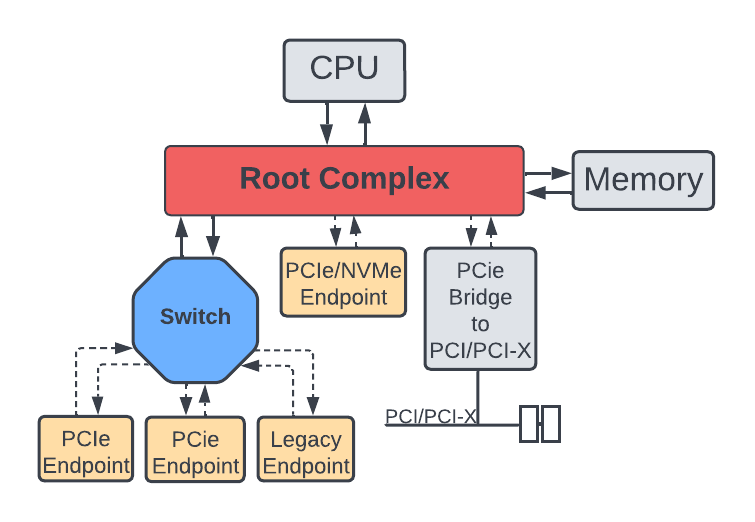 CPU
Root Complex
Memory
PCIe/NVMe
Endpoint
PCie
Bridge
to
PCI/PCI-X
Switch
PCI/PCI-X
PCIe
Endpoint
PCie
Endpoint
Legacy
Endpoint